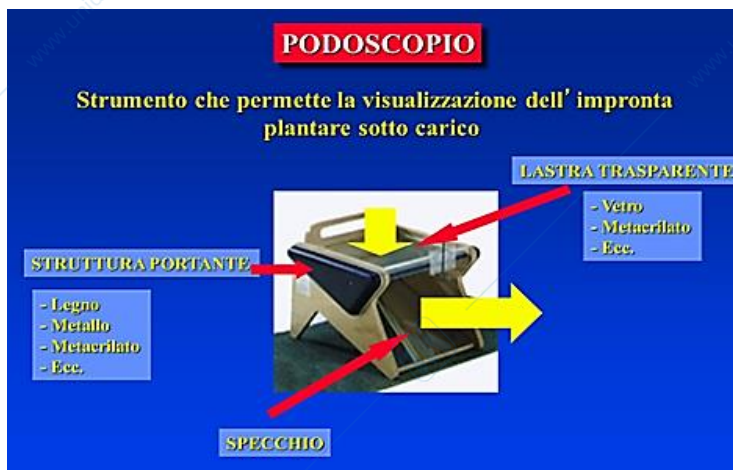 PODOSCOPIO
Strumento che permette la visualizzazione dell' impronta
plantare sotto carico
LASTRA TRASPARENTE
- Vetro
- Metacrilato
- Ecc.
STRUTTURA PORTANTE
- Legno
- Metallo
- Metacrilato
- Ecc.
SPECCHIO